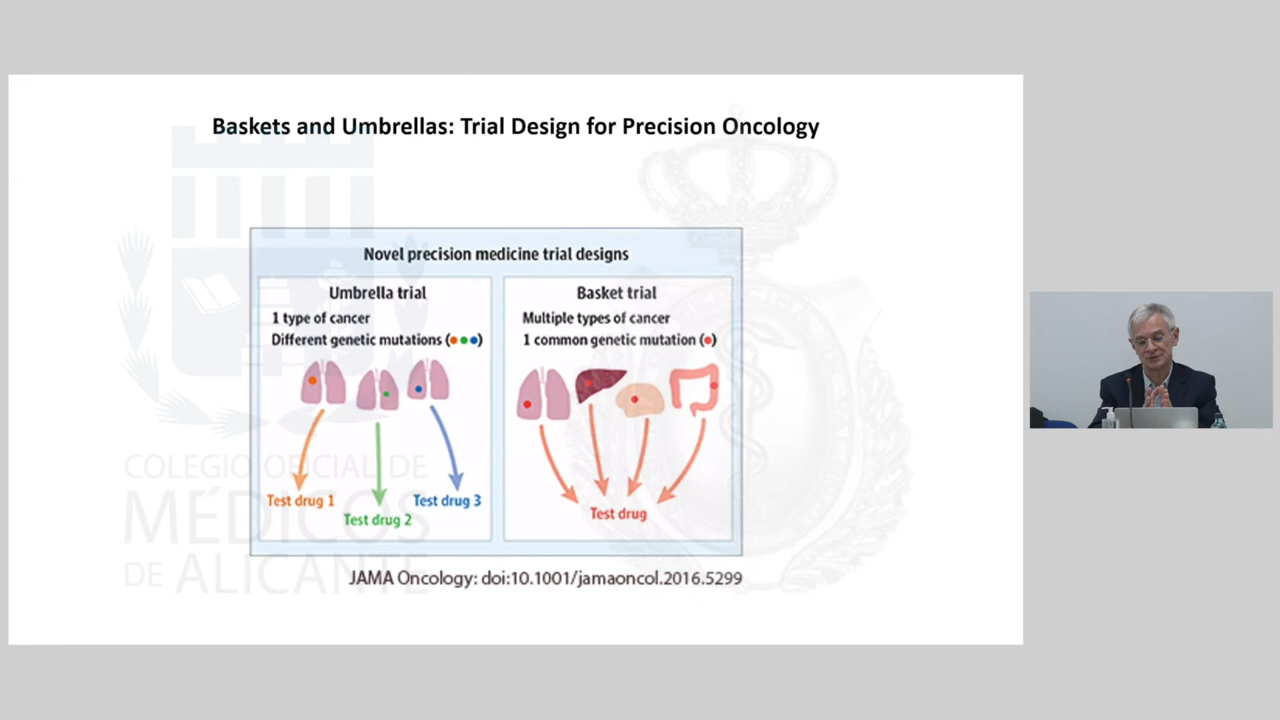 Baskets and Umbrellas: Trial Design for Precision Oncology
Novel precision medicine trial designs
Umbrella trial
1 type of cancer
Different genetic mutations (●●●)
Test drug 1
Test drug 2
Test drug 3
Basket trial
Multiple types of cancer
1 common genetic mutation (●)
Test drug
JAMA Oncology: doi:10.1001/jamaoncol.2016.5299
COLEGIO OFICIAL DE
MÉDICOS
DE ALICANTE